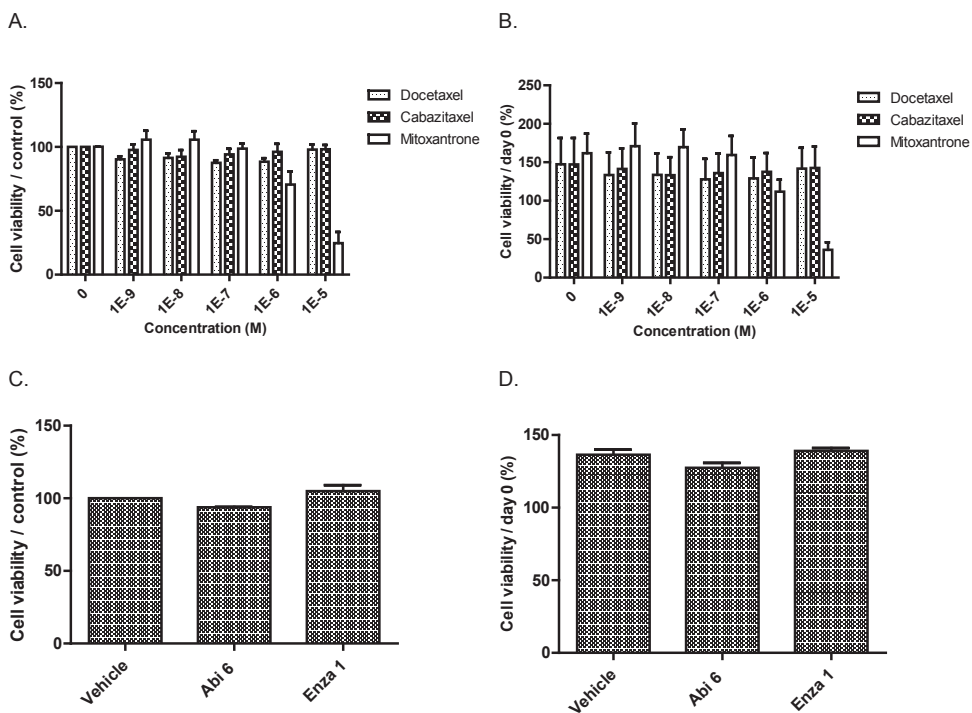 A.
Cell viability / control (%)
150
100
50
0
0
1E-9
1E-8
1E-7
1E-6
1E-5
Concentration (M)
Docetaxel
Cabazitaxel
Mitoxantrone
B.
Cell viability / day 0 (%)
250
200
150
100
50
0
0
1E-9
1E-8
1E-7
1E-6
1E-5
Concentration (M)
Docetaxel
Cabazitaxel
Mitoxantrone
C.
Cell viability / control (%)
150
100
50
0
Vehicle
Abi 6
Enza 1
D.
Cell viability / day 0 (%)
150
100
50
0
Vehicle
Abi 6
Enza 1